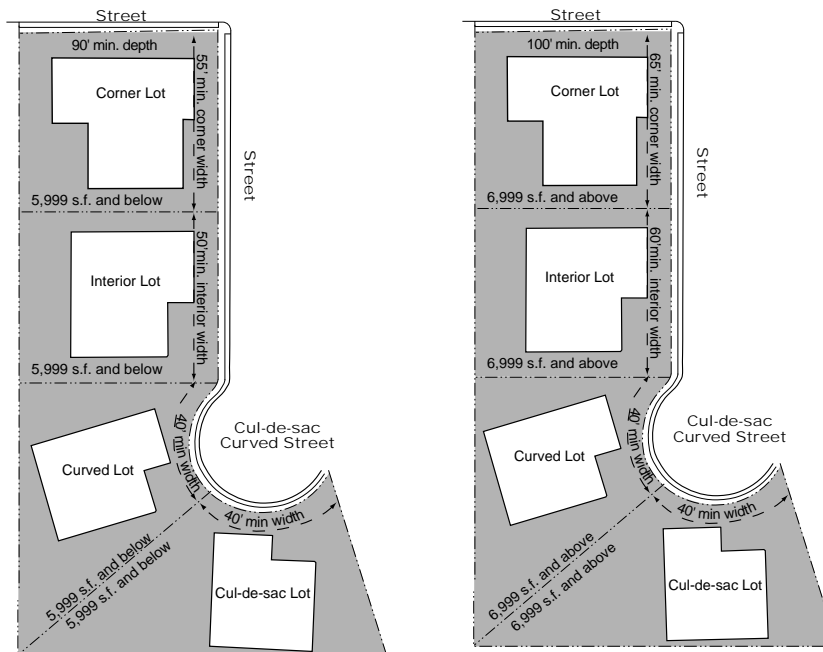 Street
90' min. depth
55' min. corner width
Corner Lot
Street
5,999 s.f. and below
50'min. interior width
Interior Lot
5,999 s.f. and below
40' min width
Cul-de-sac
Curved Street
Curved Lot
40' min width
5,999 s.f. and below
5,999 s.f. and below
Cul-de-sac Lot
Street
100' min. depth
65' min. corner width
Corner Lot
Street
6,999 s.f. and above
60'min. interior width
Interior Lot
6,999 s.f. and above
40' min width
Cul-de-sac
Curved Street
Curved Lot
40' min width
6,999 s.f. and above
6,999 s.f. and above
Cul-de-sac Lot